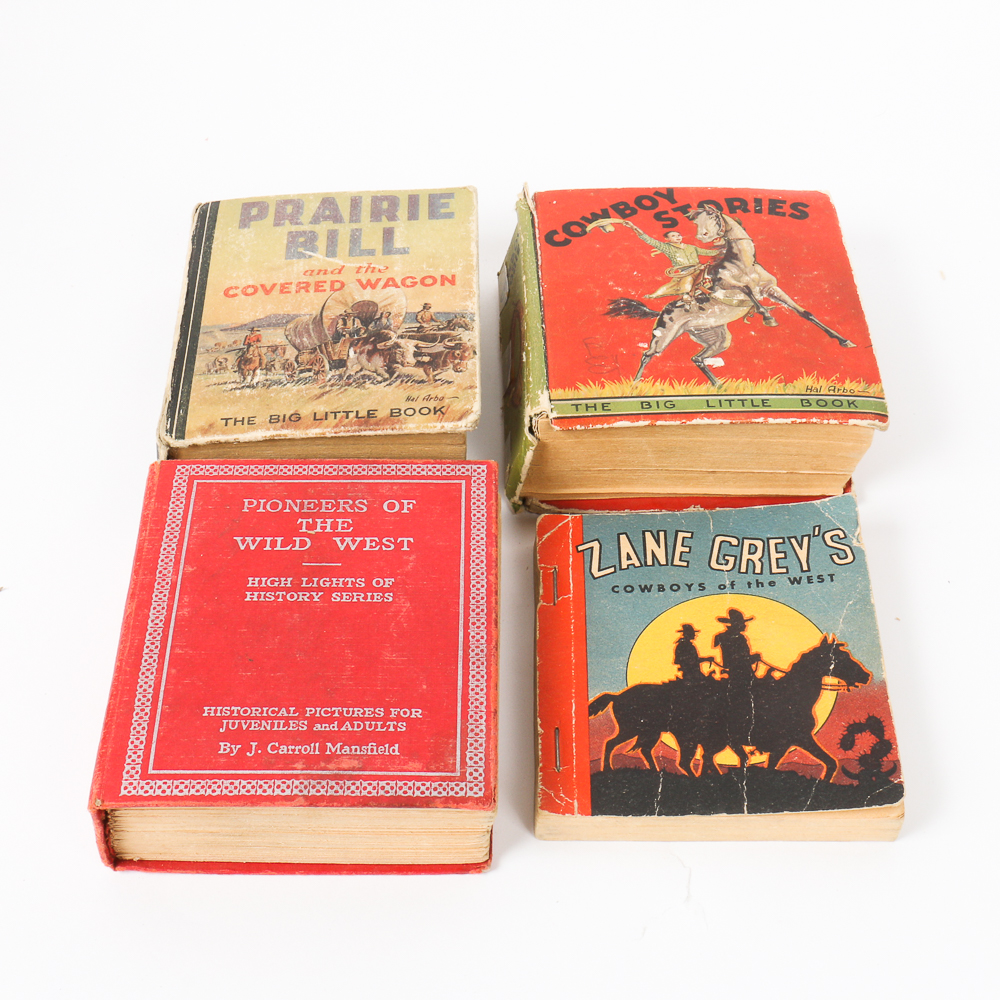 PRAIRIE
BILL
and the
COVERED WAGON
Hal Arbo
THE BIG LITTLE BOOK
COWBOY
STORIES
Hal Arbo
THE BIG LITTLE BOOK
PIONEERS OF
THE
WILD WEST
HIGH LIGHTS OF
HISTORY SERIES
HISTORICAL PICTURES FOR
JUVENILES and ADULTS
By J. Carroll Mansfield
ZANE GREY'S
COWBOYS of the WEST